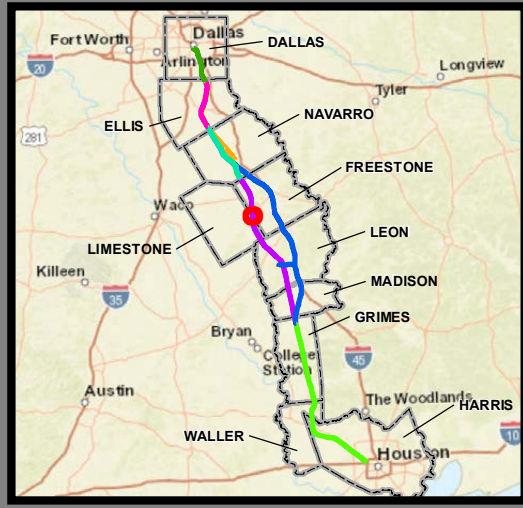 Dallas
Fort Worth
DALLAS
Arlington
20
Longview
Tyler
NAVARRO
ELLIS
281
FREESTONE
Waco
LEON
LIMESTONE
Killeen
MADISON
35
GRIMES
Bryan
College
Station
45
Austin
The Woodlands
HARRIS
WALLER
10
Houston